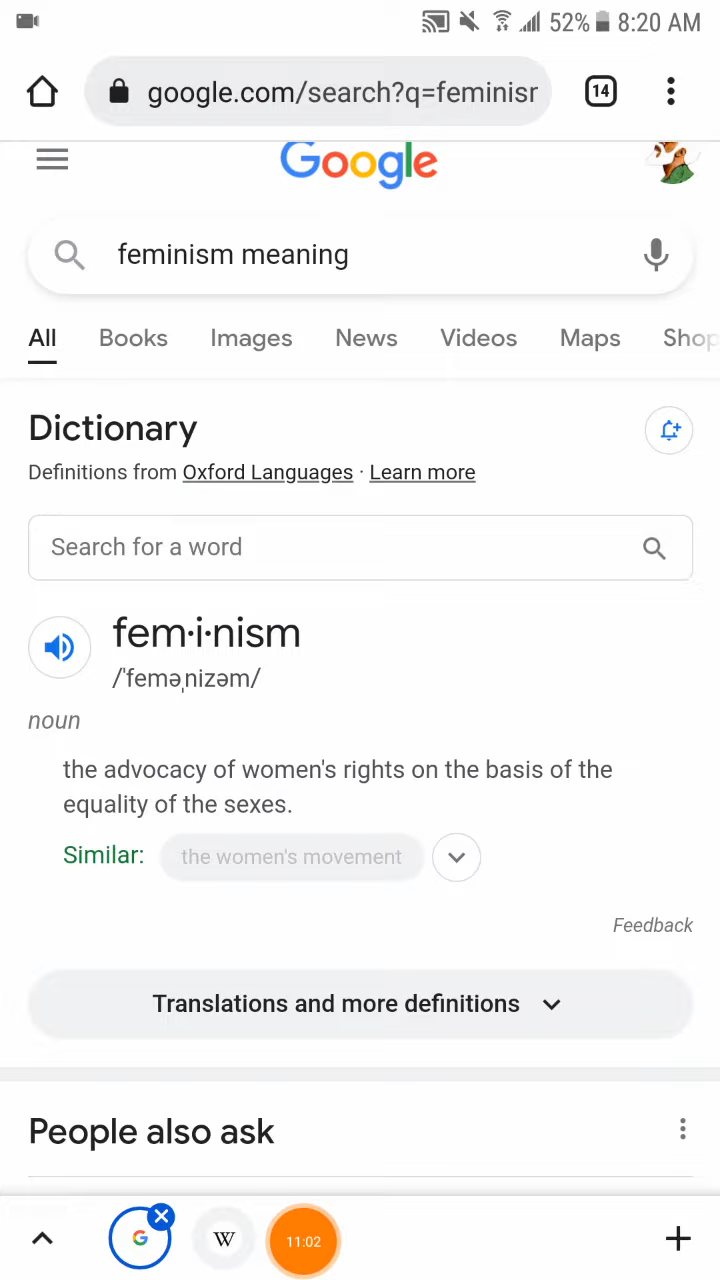 52% 8:20 AM
google.com/search?q=feminisr 14
Google
feminism meaning
All Books Images News Videos Maps Shop
Dictionary
Definitions from Oxford Languages · Learn more
Search for a word
fem·i·nism
/ˈfeməˌnizəm/
noun
the advocacy of women's rights on the basis of the
equality of the sexes.
Similar: the women's movement
Feedback
Translations and more definitions
People also ask
G W 11:02